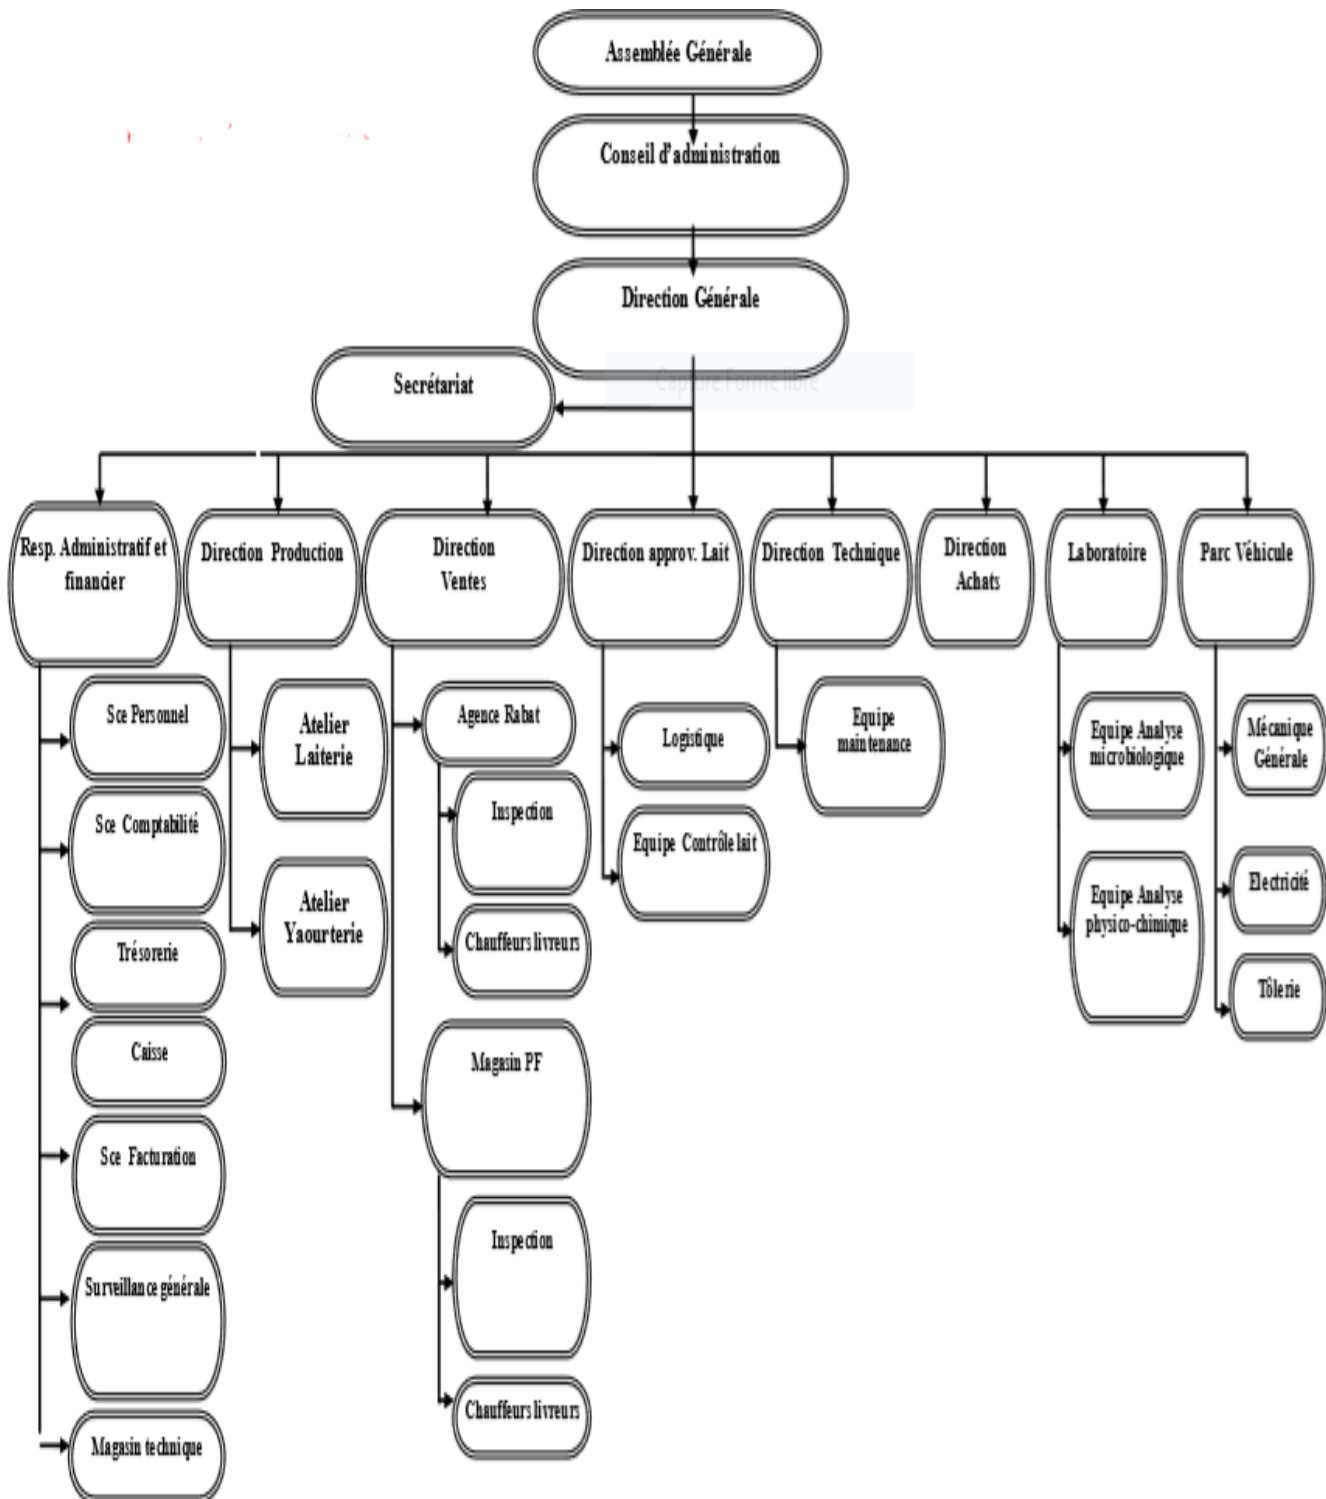 Assemblée Générale
Conseil d'administration
Direction Générale
Capture Forme libre
Secrétariat
Resp. Administratif et
financier
Direction Production
Direction
Ventes
Direction approv. Lait
Direction Technique
Direction
Achats
Laboratoire
Parc Véhicule
Sce Personnel
Sce Comptabilité
Trésorerie
Caisse
Sce Facturation
Surveillance générale
Magasin technique
Atelier
Laiterie
Atelier
Yaourterie
Agence Rabat
Inspection
Chauffeurs livreurs
Magasin PF
Inspection
Chauffeurs livreurs
Logistique
Equipe Contrôle lait
Equipe
maintenance
Equipe Analyse
microbiologique
Equipe Analyse
physico-chimique
Mécanique
Générale
Electricité
Tôlerie